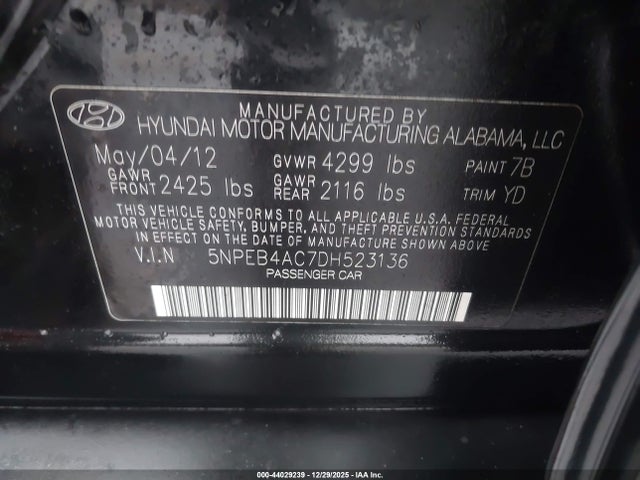 MANUFACTURED BY
HYUNDAI MOTOR MANUFACTURING ALABAMA, LLC
May/04/12 GVWR 4299 lbs PAINT 7B
GAWR FRONT 2425 lbs GAWR REAR 2116 lbs TRIM YD
THIS VEHICLE CONFORMS TO ALL APPLICABLE U.S.A. FEDERAL
MOTOR VEHICLE SAFETY, BUMPER, AND THEFT PREVENTION STANDARDS
IN EFFECT ON THE DATE OF MANUFACTURE SHOWN ABOVE
V.I.N 5NPEB4AC7DH523136
PASSENGER CAR
000-44029239 - 12/29/2025 - IAA Inc.